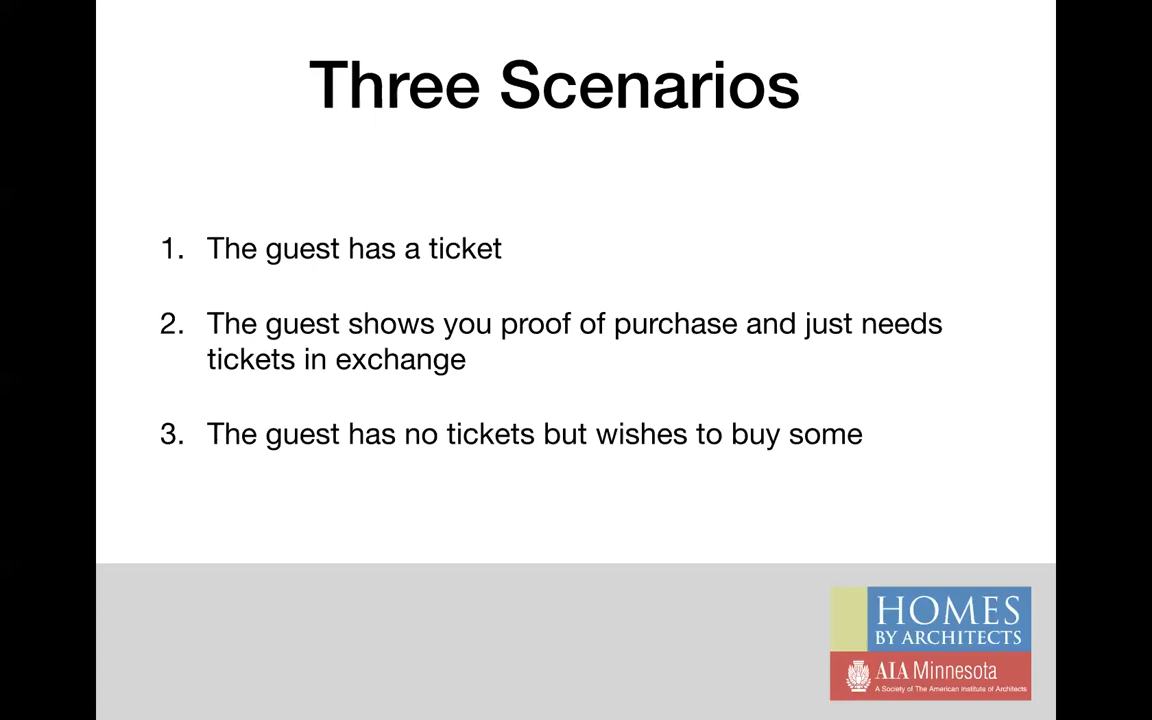 Three Scenarios
1. The guest has a ticket
2. The guest shows you proof of purchase and just needs
tickets in exchange
3. The guest has no tickets but wishes to buy some
HOMES
BY ARCHITECTS
AIA Minnesota
A Society of The American Institute of Architects